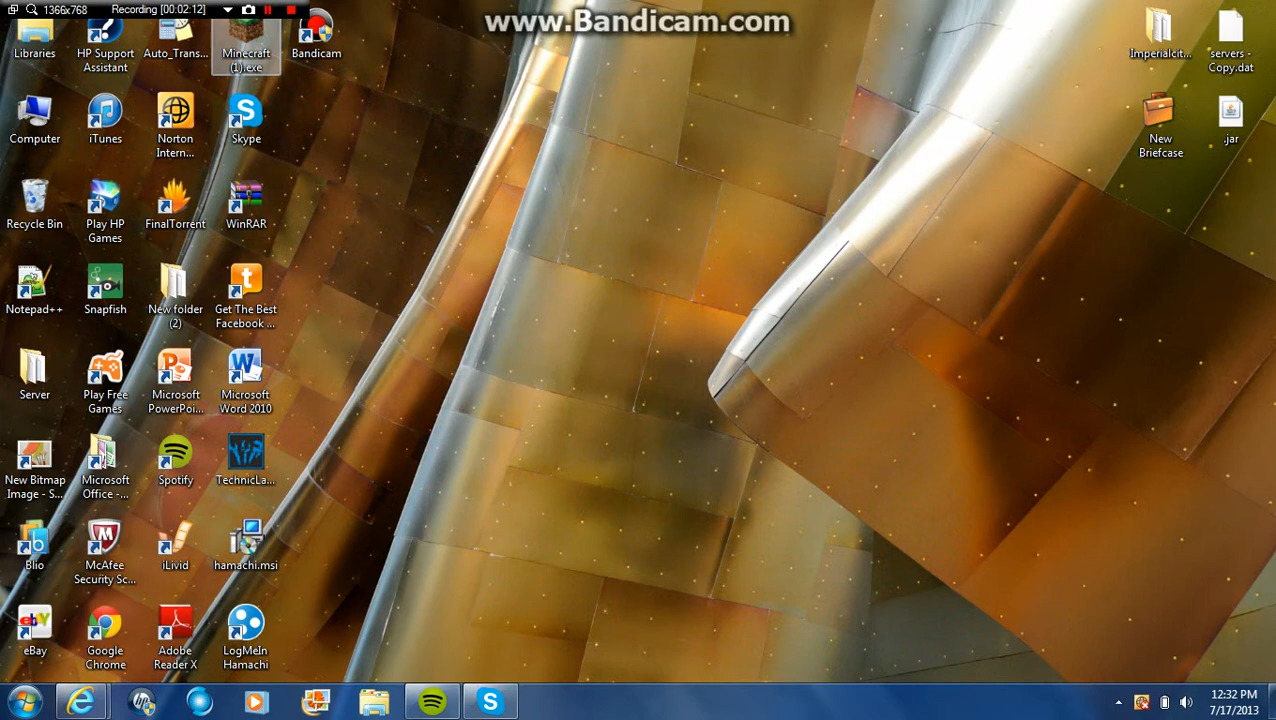 1366x768 Recording [00:02:12]
www.Bandicam.com
Libraries
HP Support
Assistant
Auto_Trans...
Minecraft
(1).exe
Bandicam
Imperialcit...
servers -
Copy.dat
Computer
iTunes
Norton
Intern...
Skype
New
Briefcase
.jar
Recycle Bin
Play HP
Games
FinalTorrent
WinRAR
Notepad++
Snapfish
New folder
(2)
Get The Best
Facebook ...
Server
Play Free
Games
Microsoft
PowerPoi...
Microsoft
Word 2010
New Bitmap
Image - S...
Microsoft
Office -...
Spotify
TechnicLa...
Blio
McAfee
Security Sc...
iLivid
hamachi.msi
eBay
Google
Chrome
Adobe
Reader X
LogMeIn
Hamachi
12:32 PM
7/17/2013